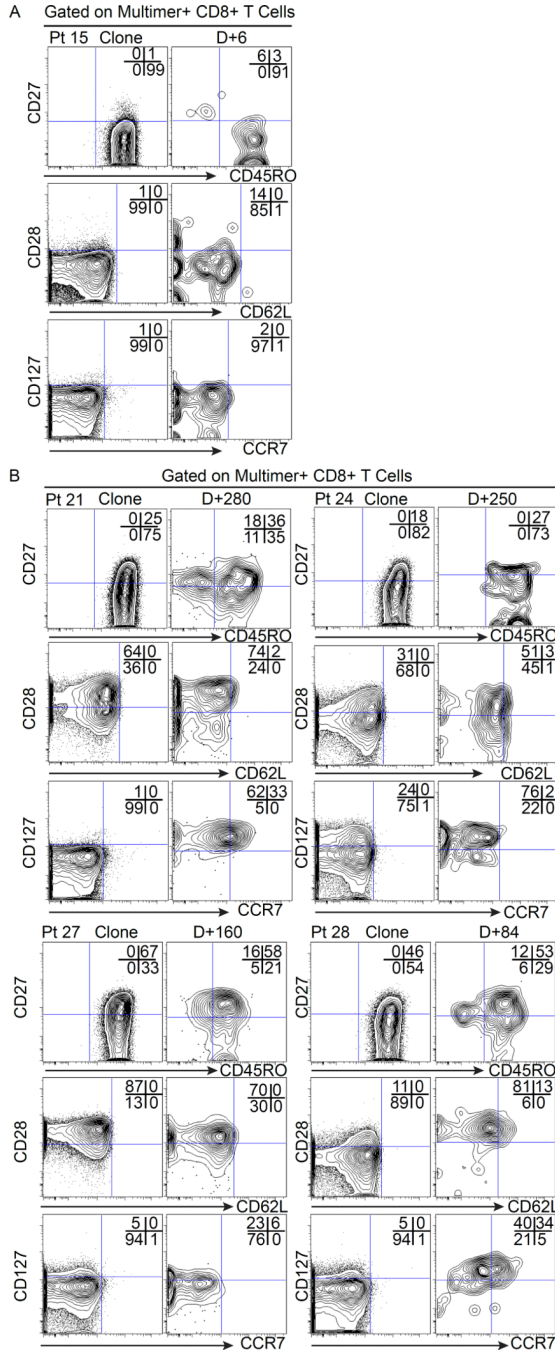 A Gated on Multimer+ CD8+ T Cells
Pt 15 Clone D+6
0|1 6|3
0|99 0|91
CD27
CD45RO
1|0 14|0
99|0 85|1
CD28
CD62L
1|0 2|0
99|0 97|1
CD127
CCR7
B Gated on Multimer+ CD8+ T Cells
Pt 21 Clone D+280 Pt 24 Clone D+250
0|25 18|36 0|18 0|27
0|75 11|35 0|82 0|73
CD27 CD27
CD45RO CD45RO
64|0 74|2 31|0 51|3
36|0 24|0 68|0 45|1
CD28 CD28
CD62L CD62L
1|0 62|33 24|0 76|2
99|0 5|0 75|1 22|0
CD127 CD127
CCR7 CCR7
Pt 27 Clone D+160 Pt 28 Clone D+84
0|67 16|58 0|46 12|53
0|33 5|21 0|54 6|29
CD27 CD27
CD45RO CD45RO
87|0 70|0 11|0 81|13
13|0 30|0 89|0 6|0
CD28 CD28
CD62L CD62L
5|0 23|6 5|0 40|34
94|1 76|0 94|1 21|5
CD127 CD127
CCR7 CCR7